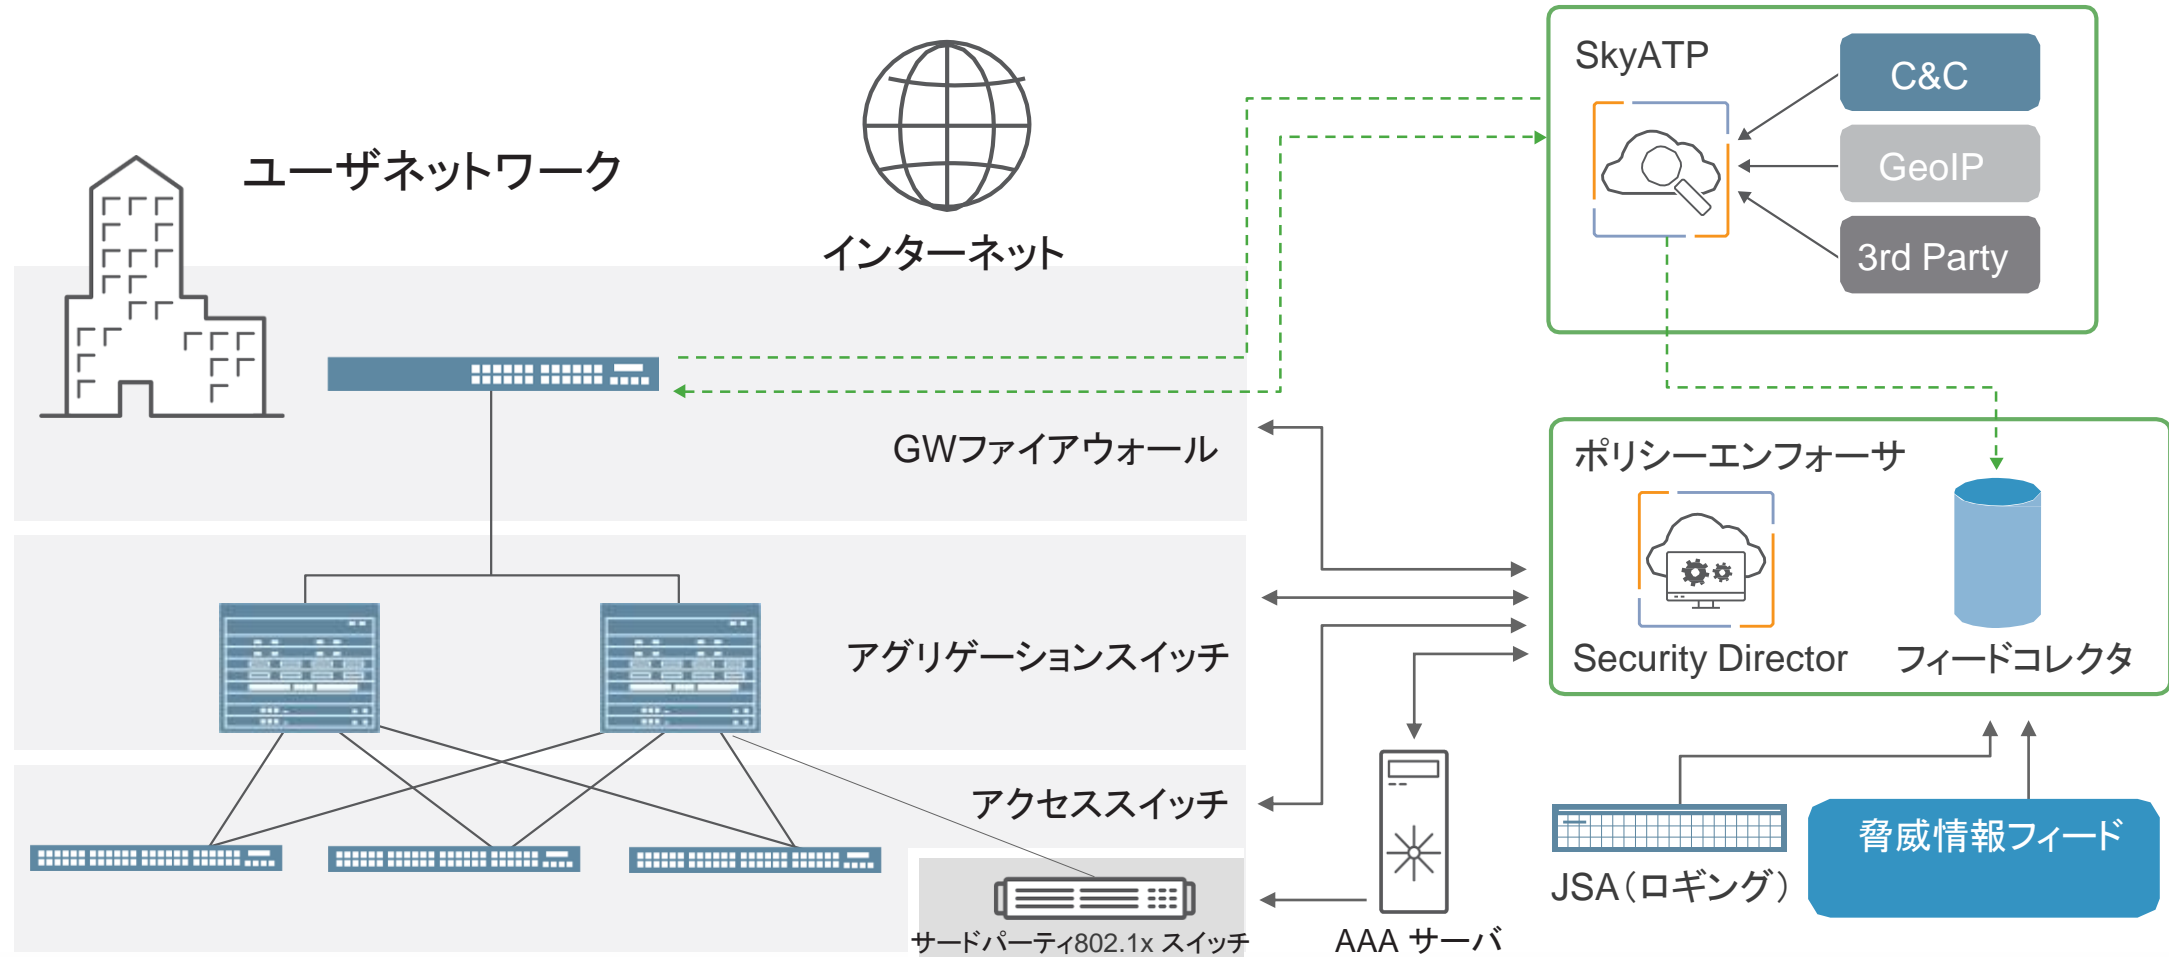 ユーザネットワーク
インターネット
SkyATP
C&C
GeoIP
3rd Party
GWファイアウォール
ポリシーエンフォーサ
Security Director
フィードコレクタ
アグリゲーションスイッチ
アクセススイッチ
サードパーティ802.1x スイッチ
AAA サーバ
JSA（ロギング）
脅威情報フィード